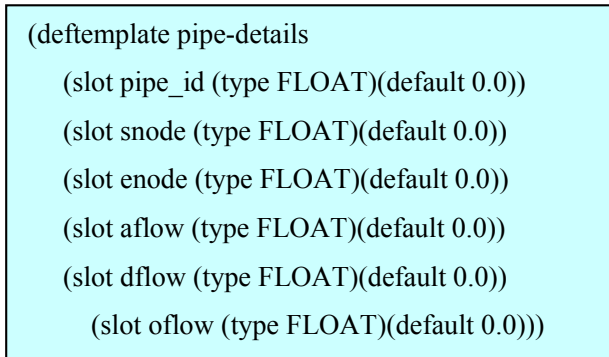 (deftemplate pipe-details
(slot pipe_id (type FLOAT)(default 0.0))
(slot snode (type FLOAT)(default 0.0))
(slot enode (type FLOAT)(default 0.0))
(slot aflow (type FLOAT)(default 0.0))
(slot dflow (type FLOAT)(default 0.0))
(slot oflow (type FLOAT)(default 0.0)))